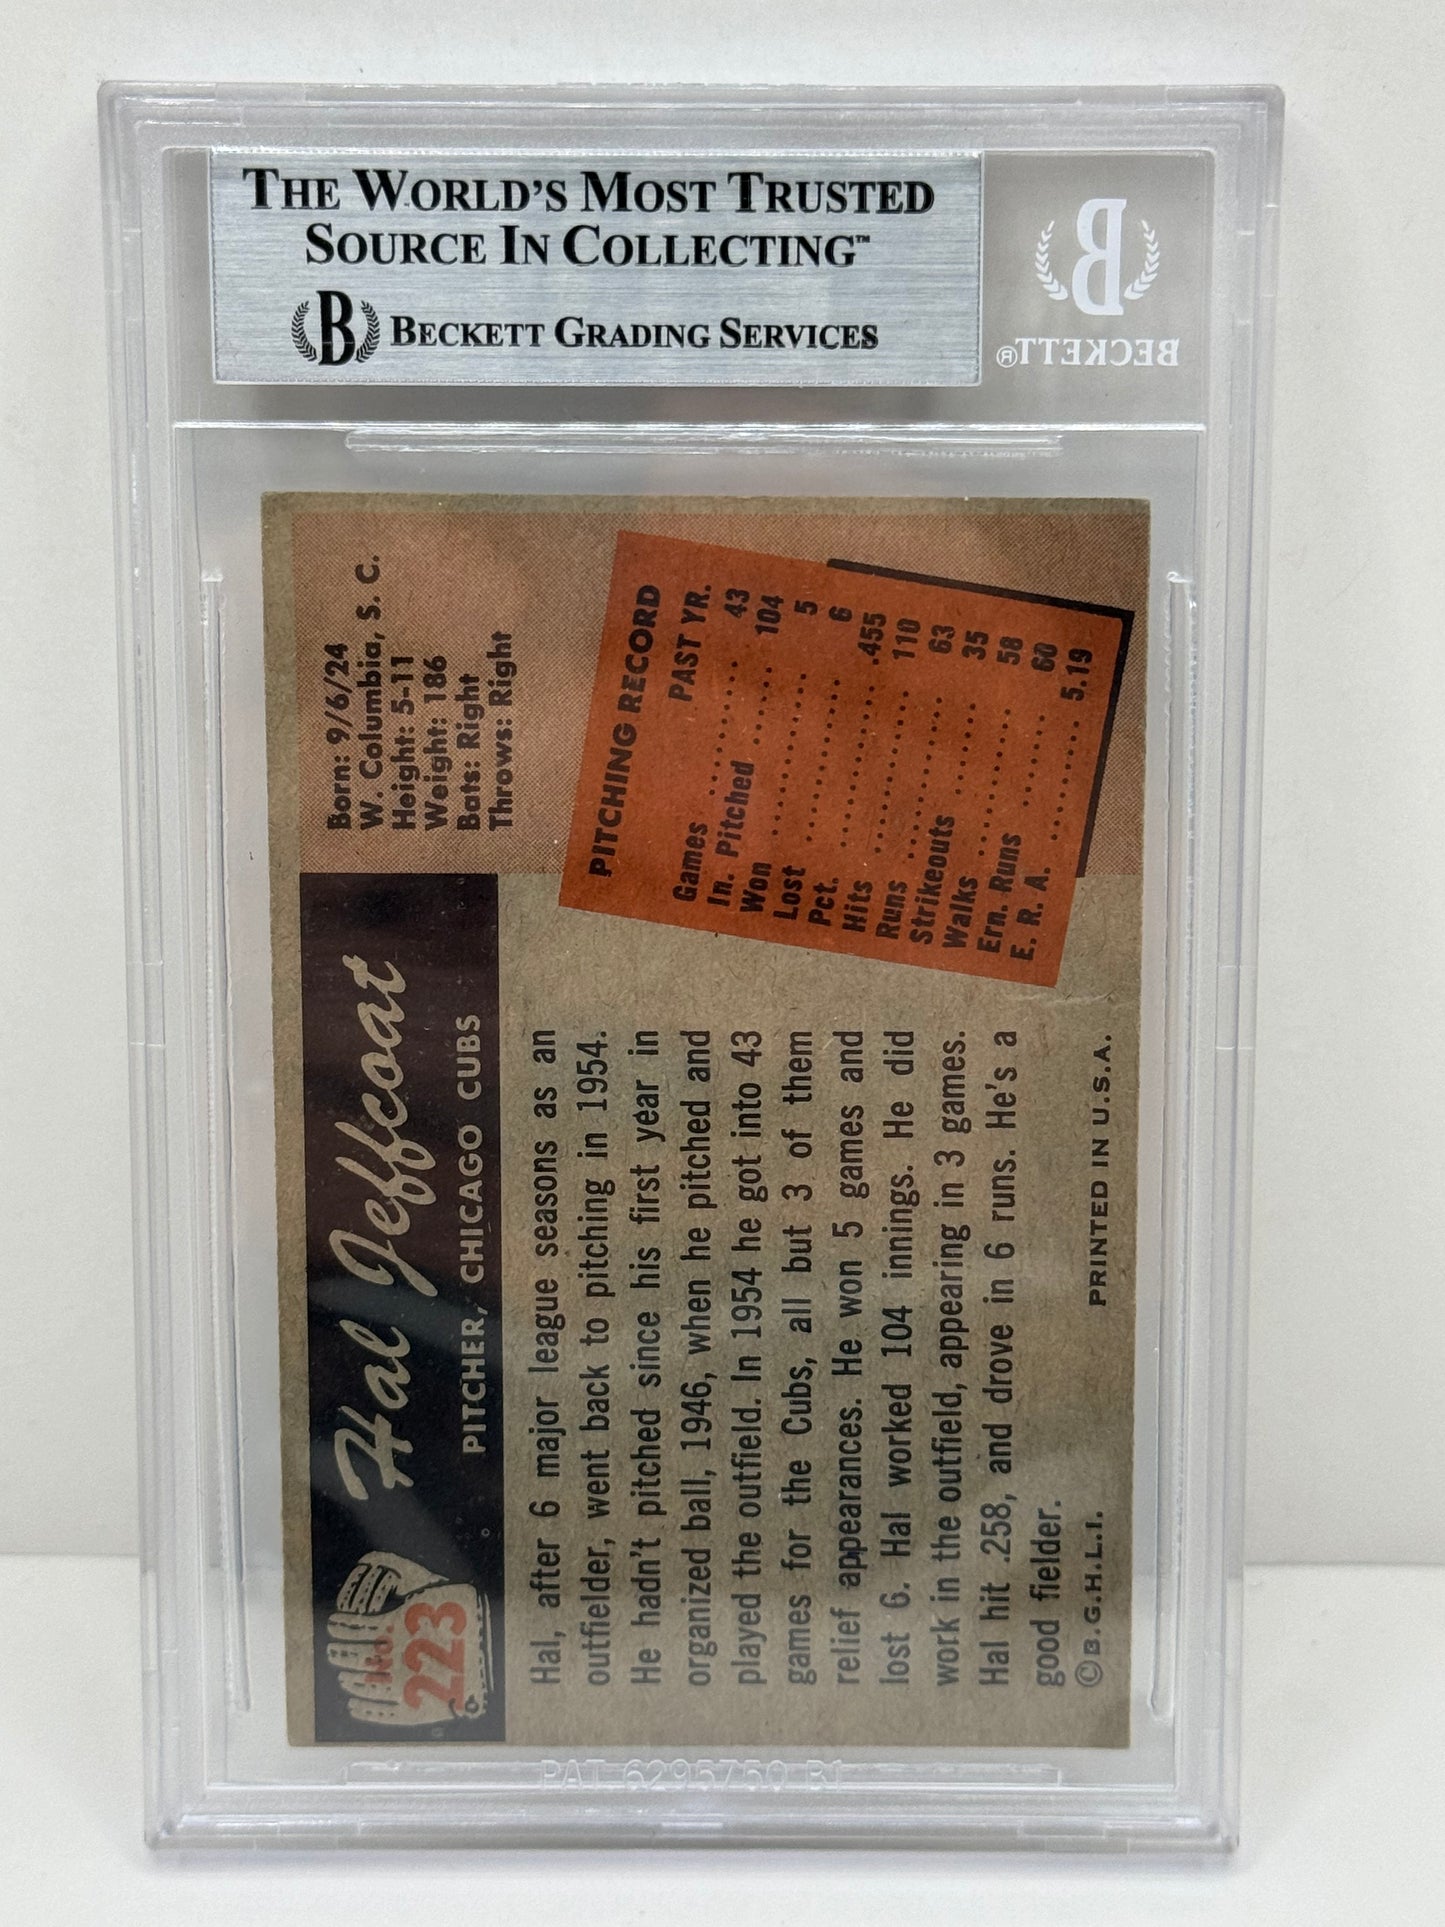 THE WORLD'S MOST TRUSTED
SOURCE IN COLLECTING™
B BECKETT GRADING SERVICES
B
BECKETT®
No.
223
Hal Jeffcoat
PITCHER, CHICAGO CUBS
Born: 9/6/24
W. Columbia, S. C.
Height: 5-11
Weight: 186
Bats: Right
Throws: Right
Hal, after 6 major league seasons as an
outfielder, went back to pitching in 1954.
He hadn't pitched since his first year in
organized ball, 1946, when he pitched and
played the outfield. In 1954 he got into 43
games for the Cubs, all but 3 of them
relief appearances. He won 5 games and
lost 6. Hal worked 104 innings. He did
work in the outfield, appearing in 3 games.
Hal hit .258, and drove in 6 runs. He's a
good fielder.
©B.G.H.L.I. PRINTED IN U.S.A.
PITCHING RECORD
PAST YR.
Games .......... 43
In. Pitched ..... 104
Won .......... 5
Lost .......... 6
Pct. .......... .455
Hits .......... 110
Runs .......... 63
Strikeouts ....... 35
Walks .......... 58
Ern. Runs ...... 60
E. R. A. ........ 5.19
PAT. 6295750 B1